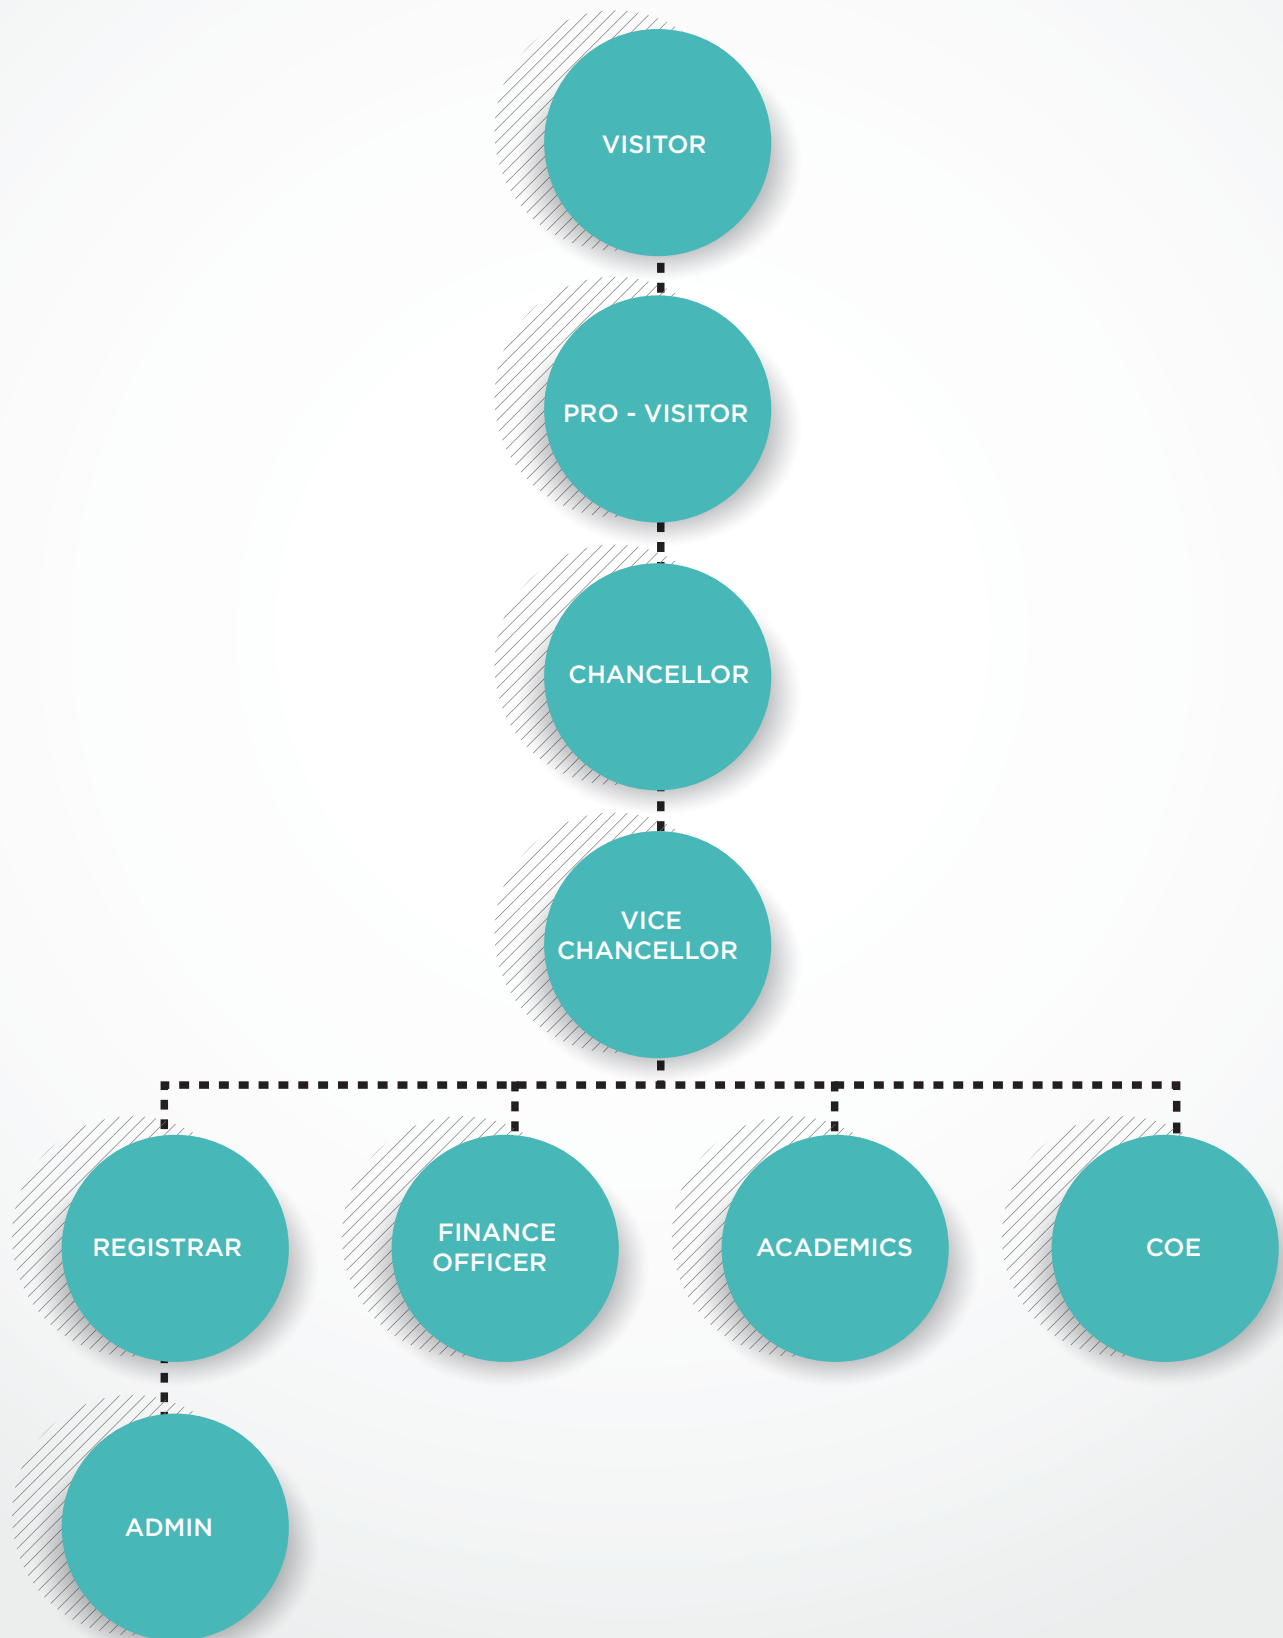 VISITOR
PRO - VISITOR
CHANCELLOR
VICE
CHANCELLOR
REGISTRAR
FINANCE
OFFICER
ACADEMICS
COE
ADMIN